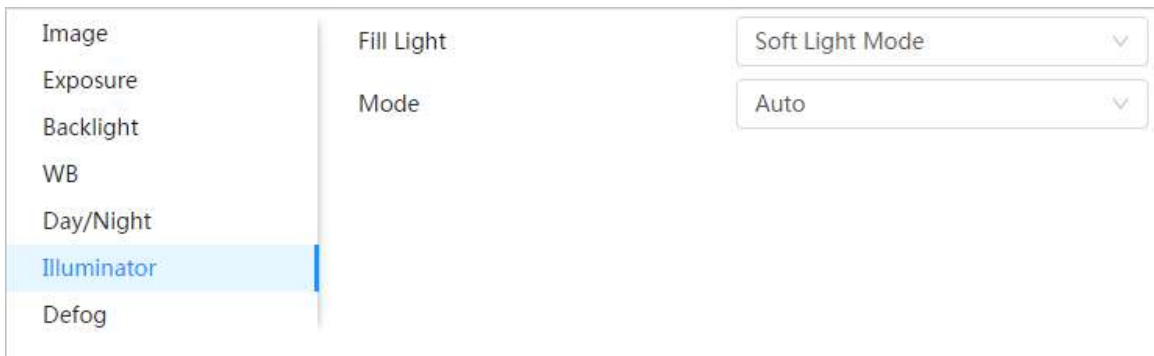 Image
Exposure
Backlight
WB
Day/Night
Illuminator
Defog
Fill Light Soft Light Mode
Mode Auto